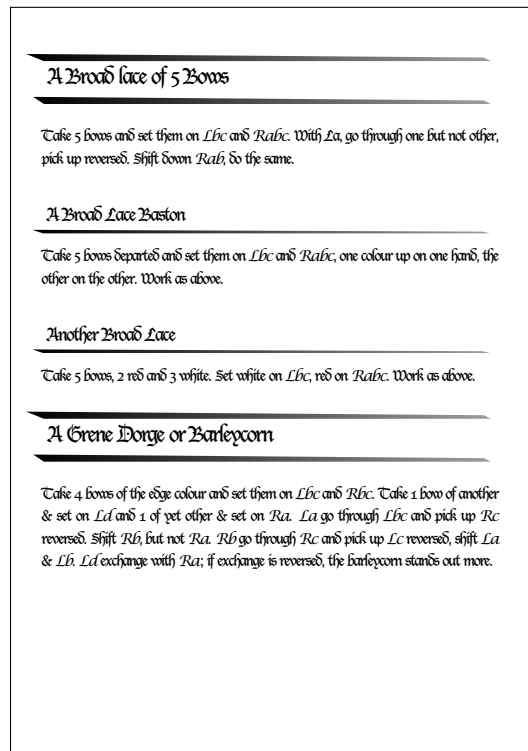 A Broad lace of 5 Bows
Take 5 bows and set them on Lbc and Rabc. With La, go through one but not other,
pick up reversed. Shift down Rab, do the same.
A Broad Lace Baston
Take 5 bows departed and set them on Lbc and Rabc, one colour up on one hand, the
other on the other. Work as above.
Another Broad Lace
Take 5 bows, 2 red and 3 white. Set white on Lbc, red on Rabc. Work as above.
A Grene Dorge or Barleycorn
Take 4 bows of the edge colour and set them on Lbc and Rbc. Take 1 bow of another
& set on Ld and 1 of yet other & set on Ra. La go through Lbc and pick up Rc
reversed. Shift Rb, but not Ra. Rb go through Rc and pick up Lc reversed, shift La
& Lb. Ld exchange with Ra; if exchange is reversed, the barleycorn stands out more.